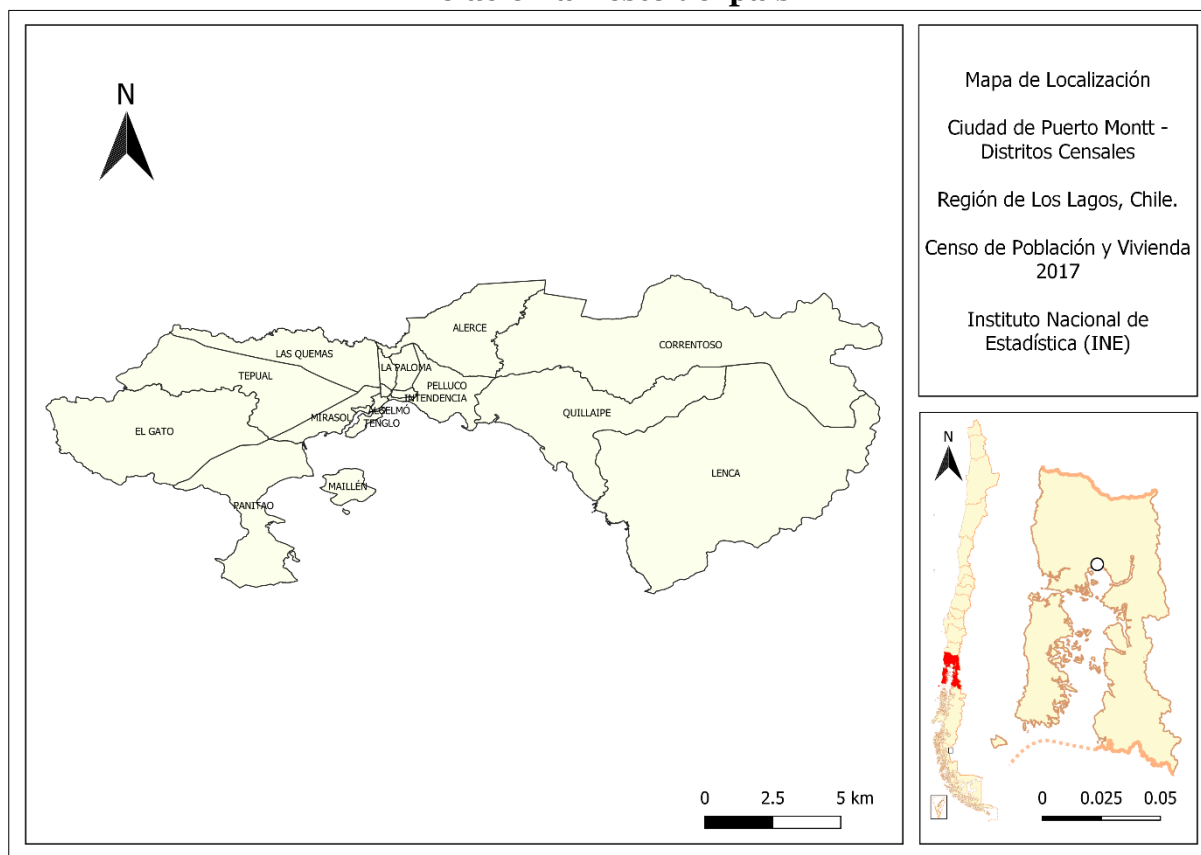 N
ALERCE
CORRENTOSO
LAS QUEMAS
LA PALOMA
TEPUAL
PELLUCO
INTENDENCIA
QUILLAIPE
MIRASOL
TENGLO
EL GATO
LENCA
MAILLÉN
PANITAO
0 2.5 5 km
Mapa de Localización
Ciudad de Puerto Montt -
Distritos Censales
Región de Los Lagos, Chile.
Censo de Población y Vivienda
2017
Instituto Nacional de
Estadística (INE)
N
0 0.025 0.05